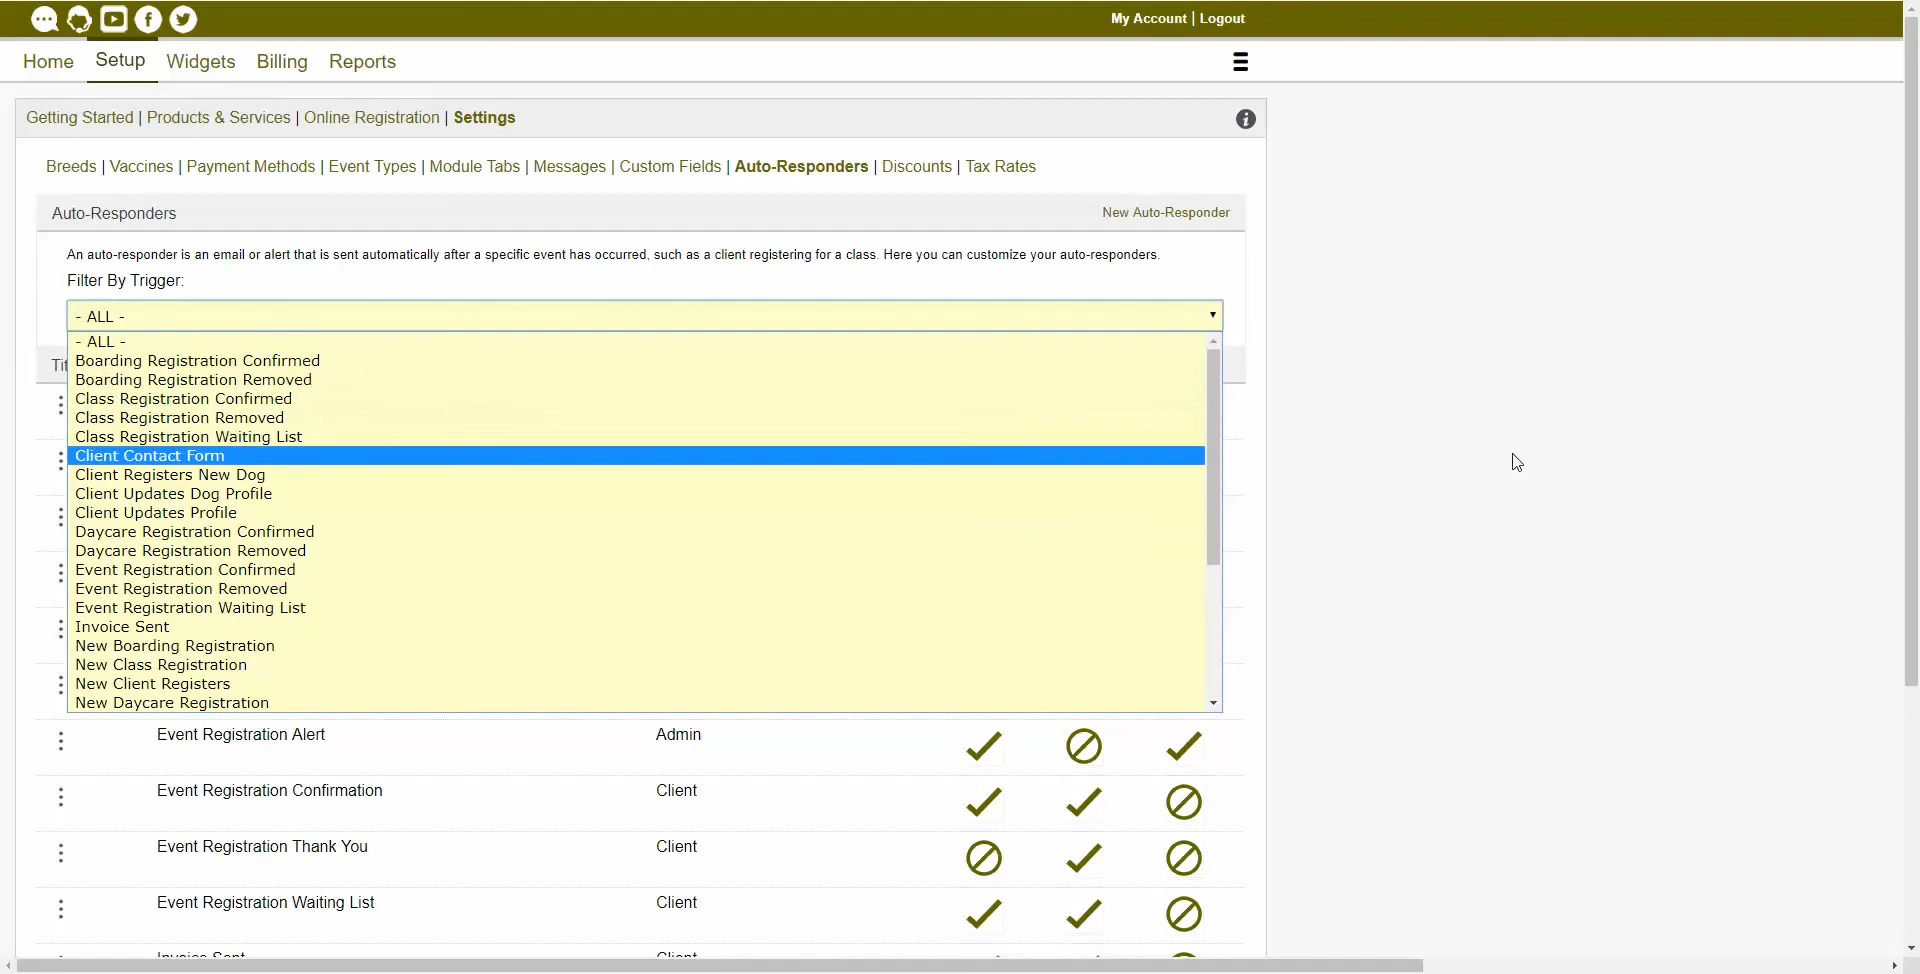 My Account | Logout
Home Setup Widgets Billing Reports
Getting Started | Products & Services | Online Registration | Settings
Breeds | Vaccines | Payment Methods | Event Types | Module Tabs | Messages | Custom Fields | Auto-Responders | Discounts | Tax Rates
Auto-Responders New Auto-Responder
An auto-responder is an email or alert that is sent automatically after a specific event has occurred, such as a client registering for a class. Here you can customize your auto-responders.
Filter By Trigger:
- ALL -
- ALL -
Boarding Registration Confirmed
Boarding Registration Removed
Class Registration Confirmed
Class Registration Removed
Class Registration Waiting List
Client Contact Form
Client Registers New Dog
Client Updates Dog Profile
Client Updates Profile
Daycare Registration Confirmed
Daycare Registration Removed
Event Registration Confirmed
Event Registration Removed
Event Registration Waiting List
Invoice Sent
New Boarding Registration
New Class Registration
New Client Registers
New Daycare Registration
Event Registration Alert Admin
Event Registration Confirmation Client
Event Registration Thank You Client
Event Registration Waiting List Client
Invoice Sent Client